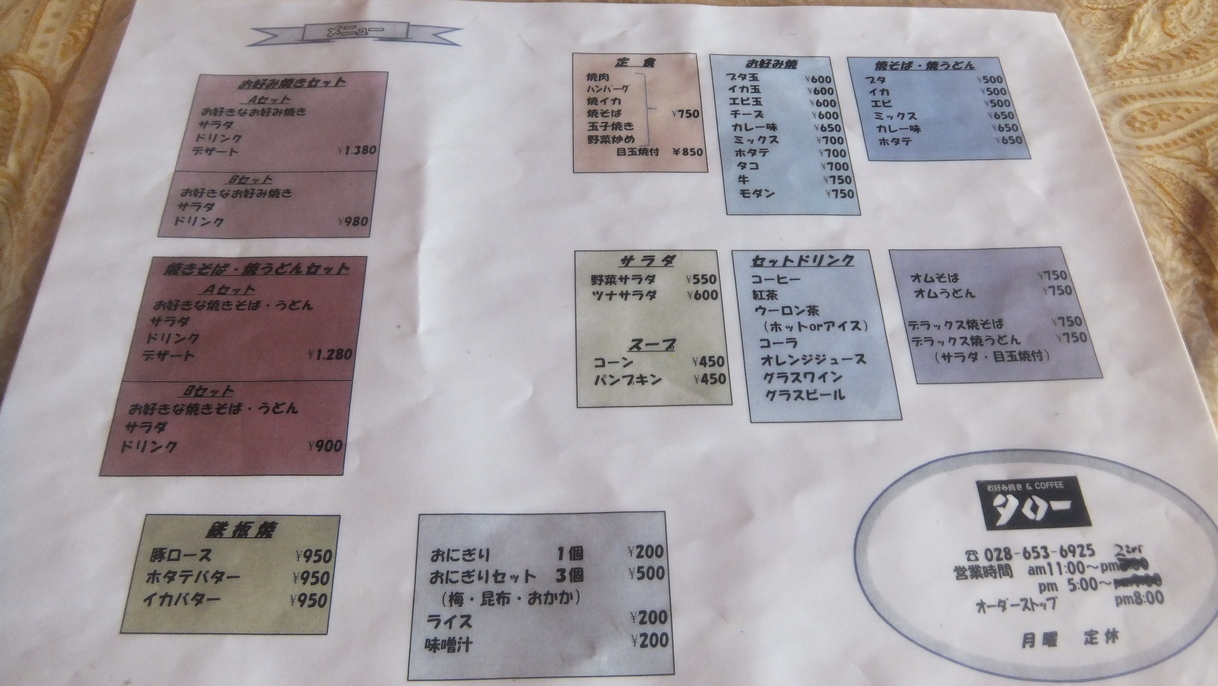 メニュー
お好み焼きセット
Aセット
お好きなお好み焼き
サラダ
ドリンク
デザート ¥1.380
Bセット
お好きなお好み焼き
サラダ
ドリンク ¥980
焼きそば・焼うどんセット
Aセット
お好きな焼きそば・うどん
サラダ
ドリンク
デザート ¥1.280
Bセット
お好きな焼きそば・うどん
サラダ
ドリンク ¥900
鉄板焼
豚ロース ¥950
ホタテバター ¥950
イカバター ¥950
定 食
焼肉
ハンバーグ
焼イカ
焼そば ¥750
玉子焼き
野菜炒め
目玉焼付 ¥850
お好み焼
ブタ玉 ¥600
イカ玉 ¥600
エビ玉 ¥600
チーズ ¥600
カレー味 ¥650
ミックス ¥700
ホタテ ¥700
タコ ¥700
牛 ¥750
モダン ¥750
焼そば・焼うどん
ブタ ¥500
イカ ¥500
エビ ¥500
ミックス ¥650
カレー味 ¥650
ホタテ ¥650
サラダ
野菜サラダ ¥550
ツナサラダ ¥600
スープ
コーン ¥450
パンプキン ¥450
セットドリンク
コーヒー
紅茶
ウーロン茶
(ホットorアイス)
コーラ
オレンジジュース
グラスワイン
グラスビール
オムそば ¥750
オムうどん ¥750
デラックス焼そば ¥750
デラックス焼うどん ¥750
(サラダ・目玉焼付)
おにぎり 1個 ¥200
おにぎりセット 3個 ¥500
(梅・昆布・おかか)
ライス ¥200
味噌汁 ¥200
お好み焼き & COFFEE
タロー
☎ 028-653-6925
営業時間 am11:00～pm
pm 5:00～
オーダーストップ pm8:00
月曜 定休